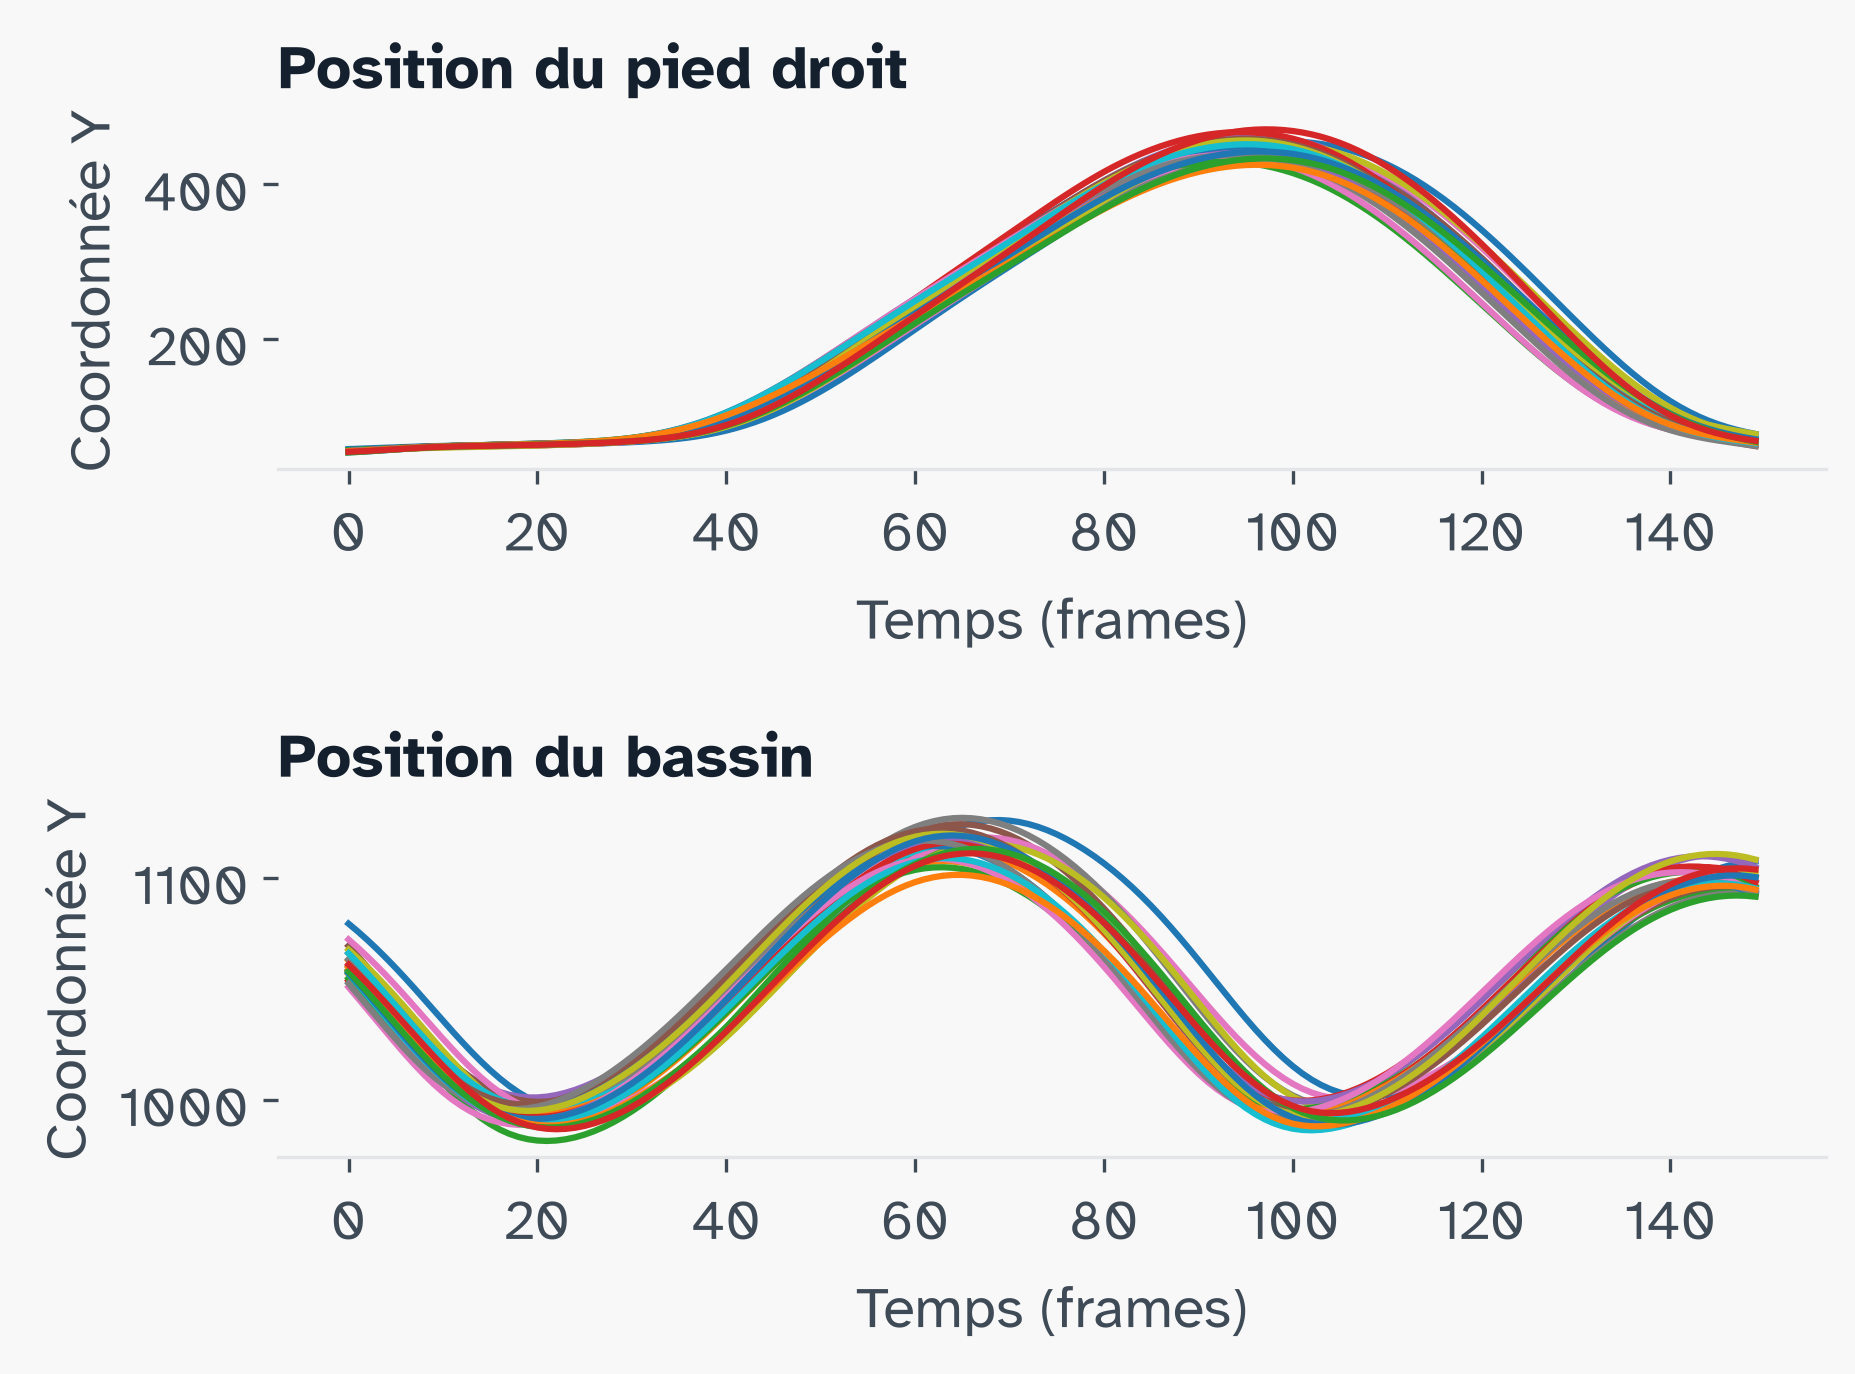 Position du pied droit
Coordonnée Y
400
200
0 20 40 60 80 100 120 140
Temps (frames)
Position du bassin
Coordonnée Y
1100
1000
0 20 40 60 80 100 120 140
Temps (frames)